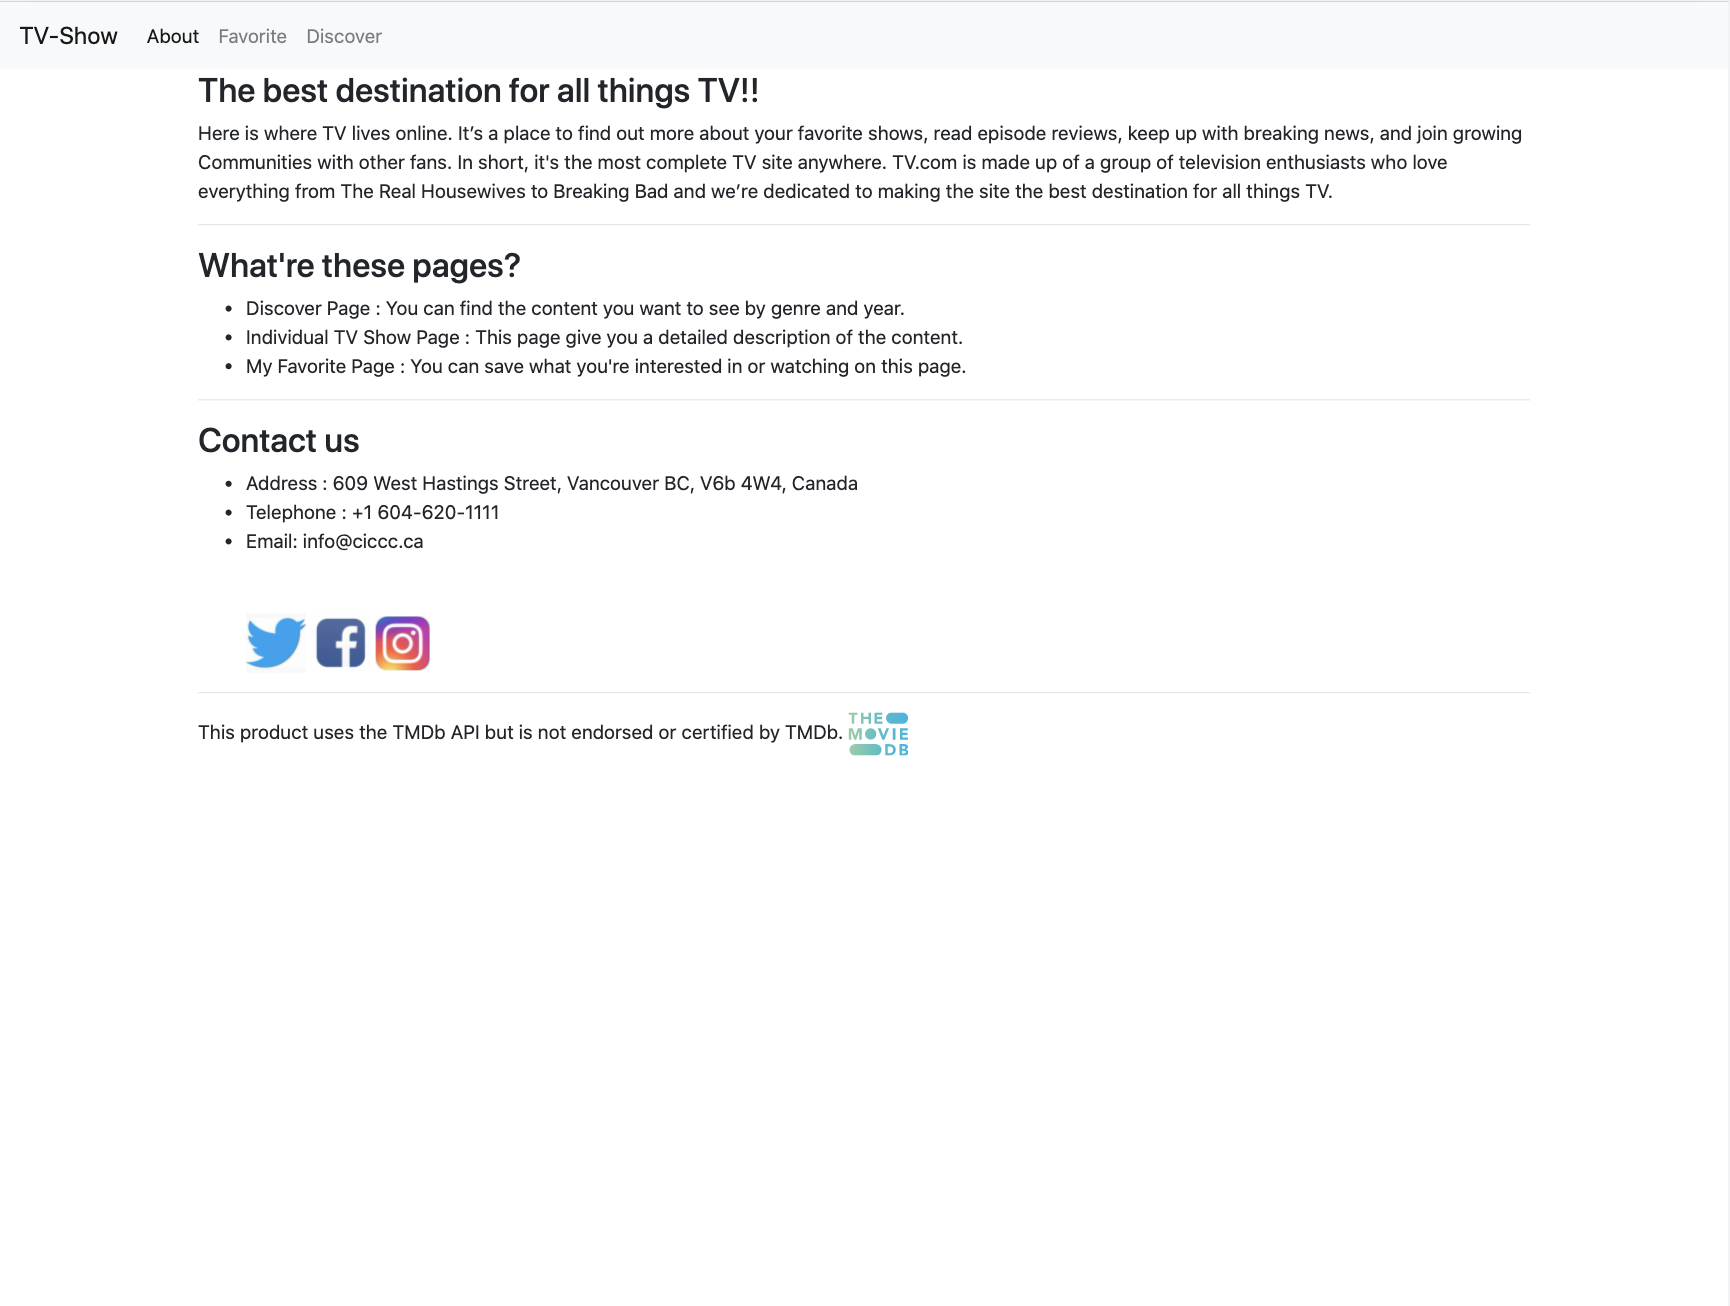 TV-Show About Favorite Discover
The best destination for all things TV!!
Here is where TV lives online. It’s a place to find out more about your favorite shows, read episode reviews, keep up with breaking news, and join growing
Communities with other fans. In short, it's the most complete TV site anywhere. TV.com is made up of a group of television enthusiasts who love
everything from The Real Housewives to Breaking Bad and we’re dedicated to making the site the best destination for all things TV.
What're these pages?
• Discover Page : You can find the content you want to see by genre and year.
• Individual TV Show Page : This page give you a detailed description of the content.
• My Favorite Page : You can save what you're interested in or watching on this page.
Contact us
• Address : 609 West Hastings Street, Vancouver BC, V6b 4W4, Canada
• Telephone : +1 604-620-1111
• Email: info@ciccc.ca
This product uses the TMDb API but is not endorsed or certified by TMDb.
THE
MOVIE
DB